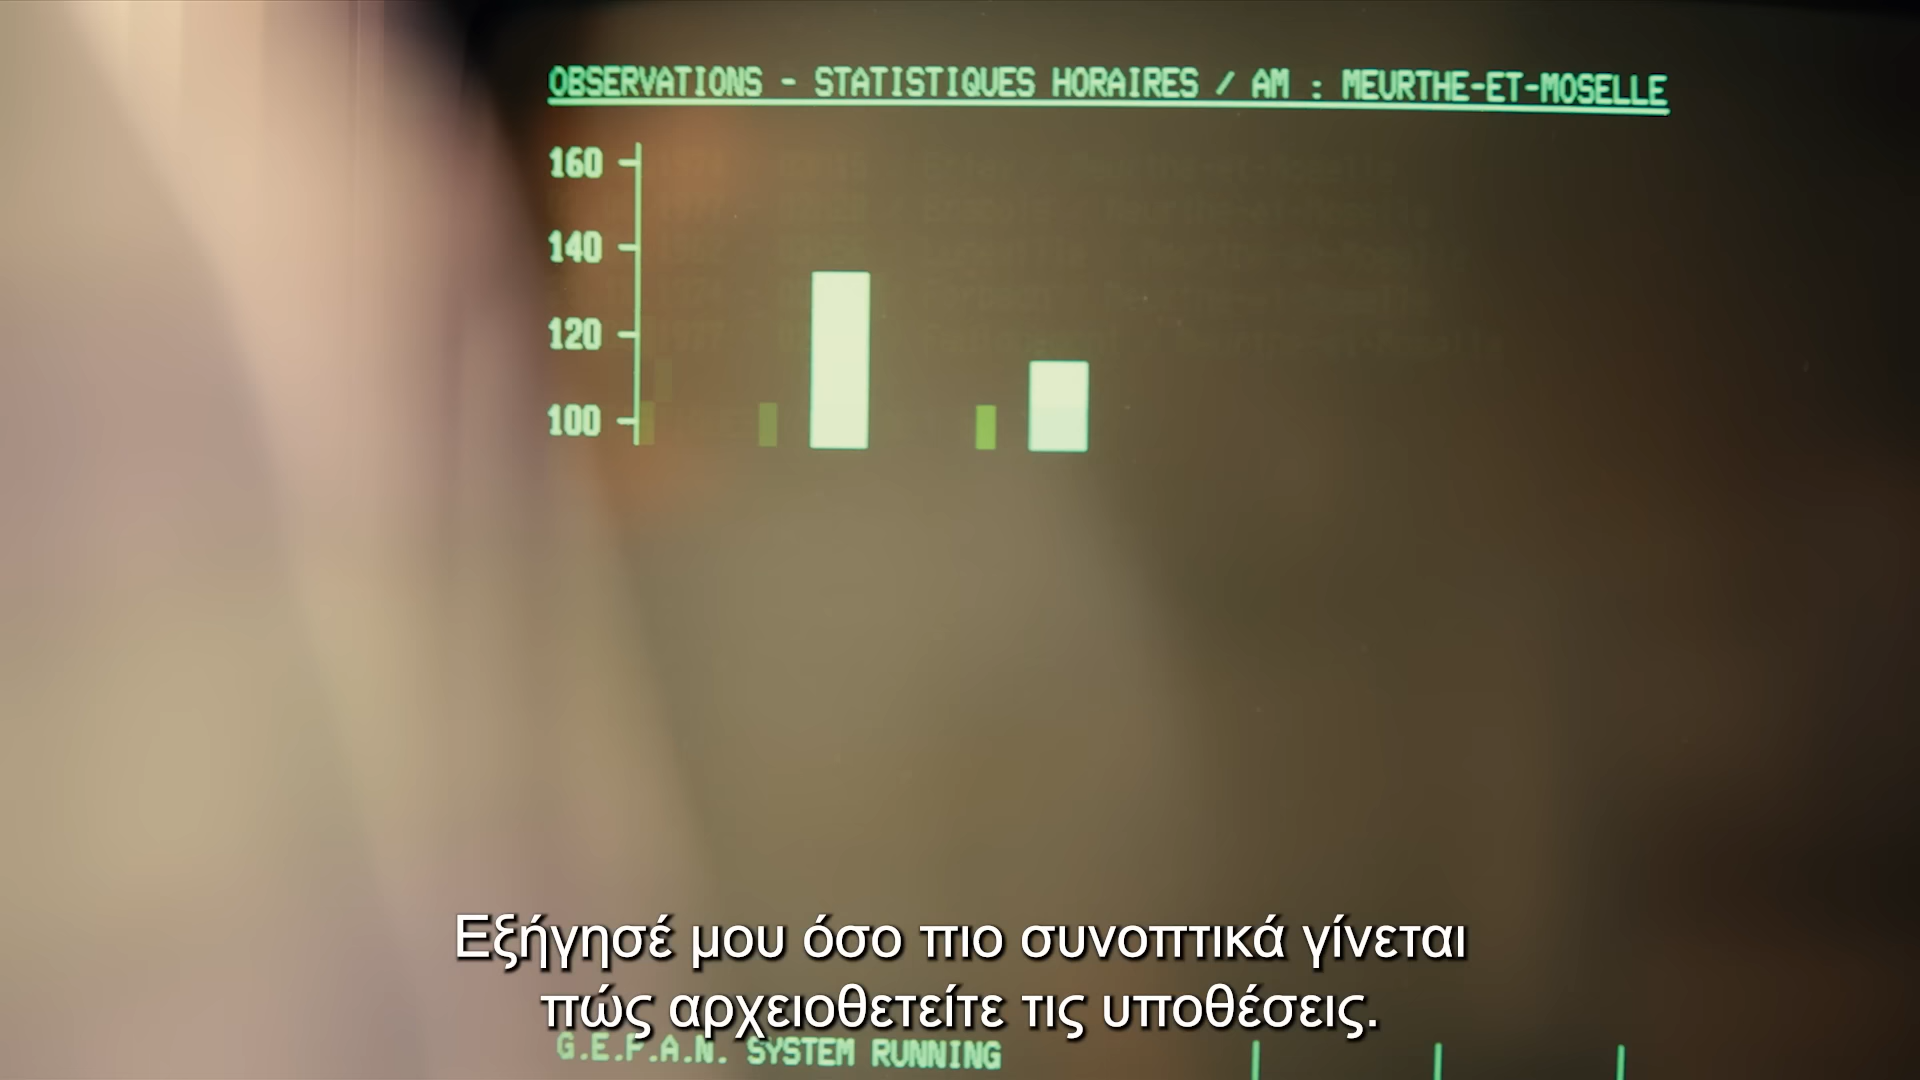 OBSERVATIONS - STATISTIQUES HORAIRES / AM : MEURTHE-ET-MOSELLE
160
140
120
100
Εξήγησέ μου όσο πιο συνοπτικά γίνεται
πώς αρχειοθετείτε τις υποθέσεις.
G.E.P.A.N. SYSTEM RUNNING